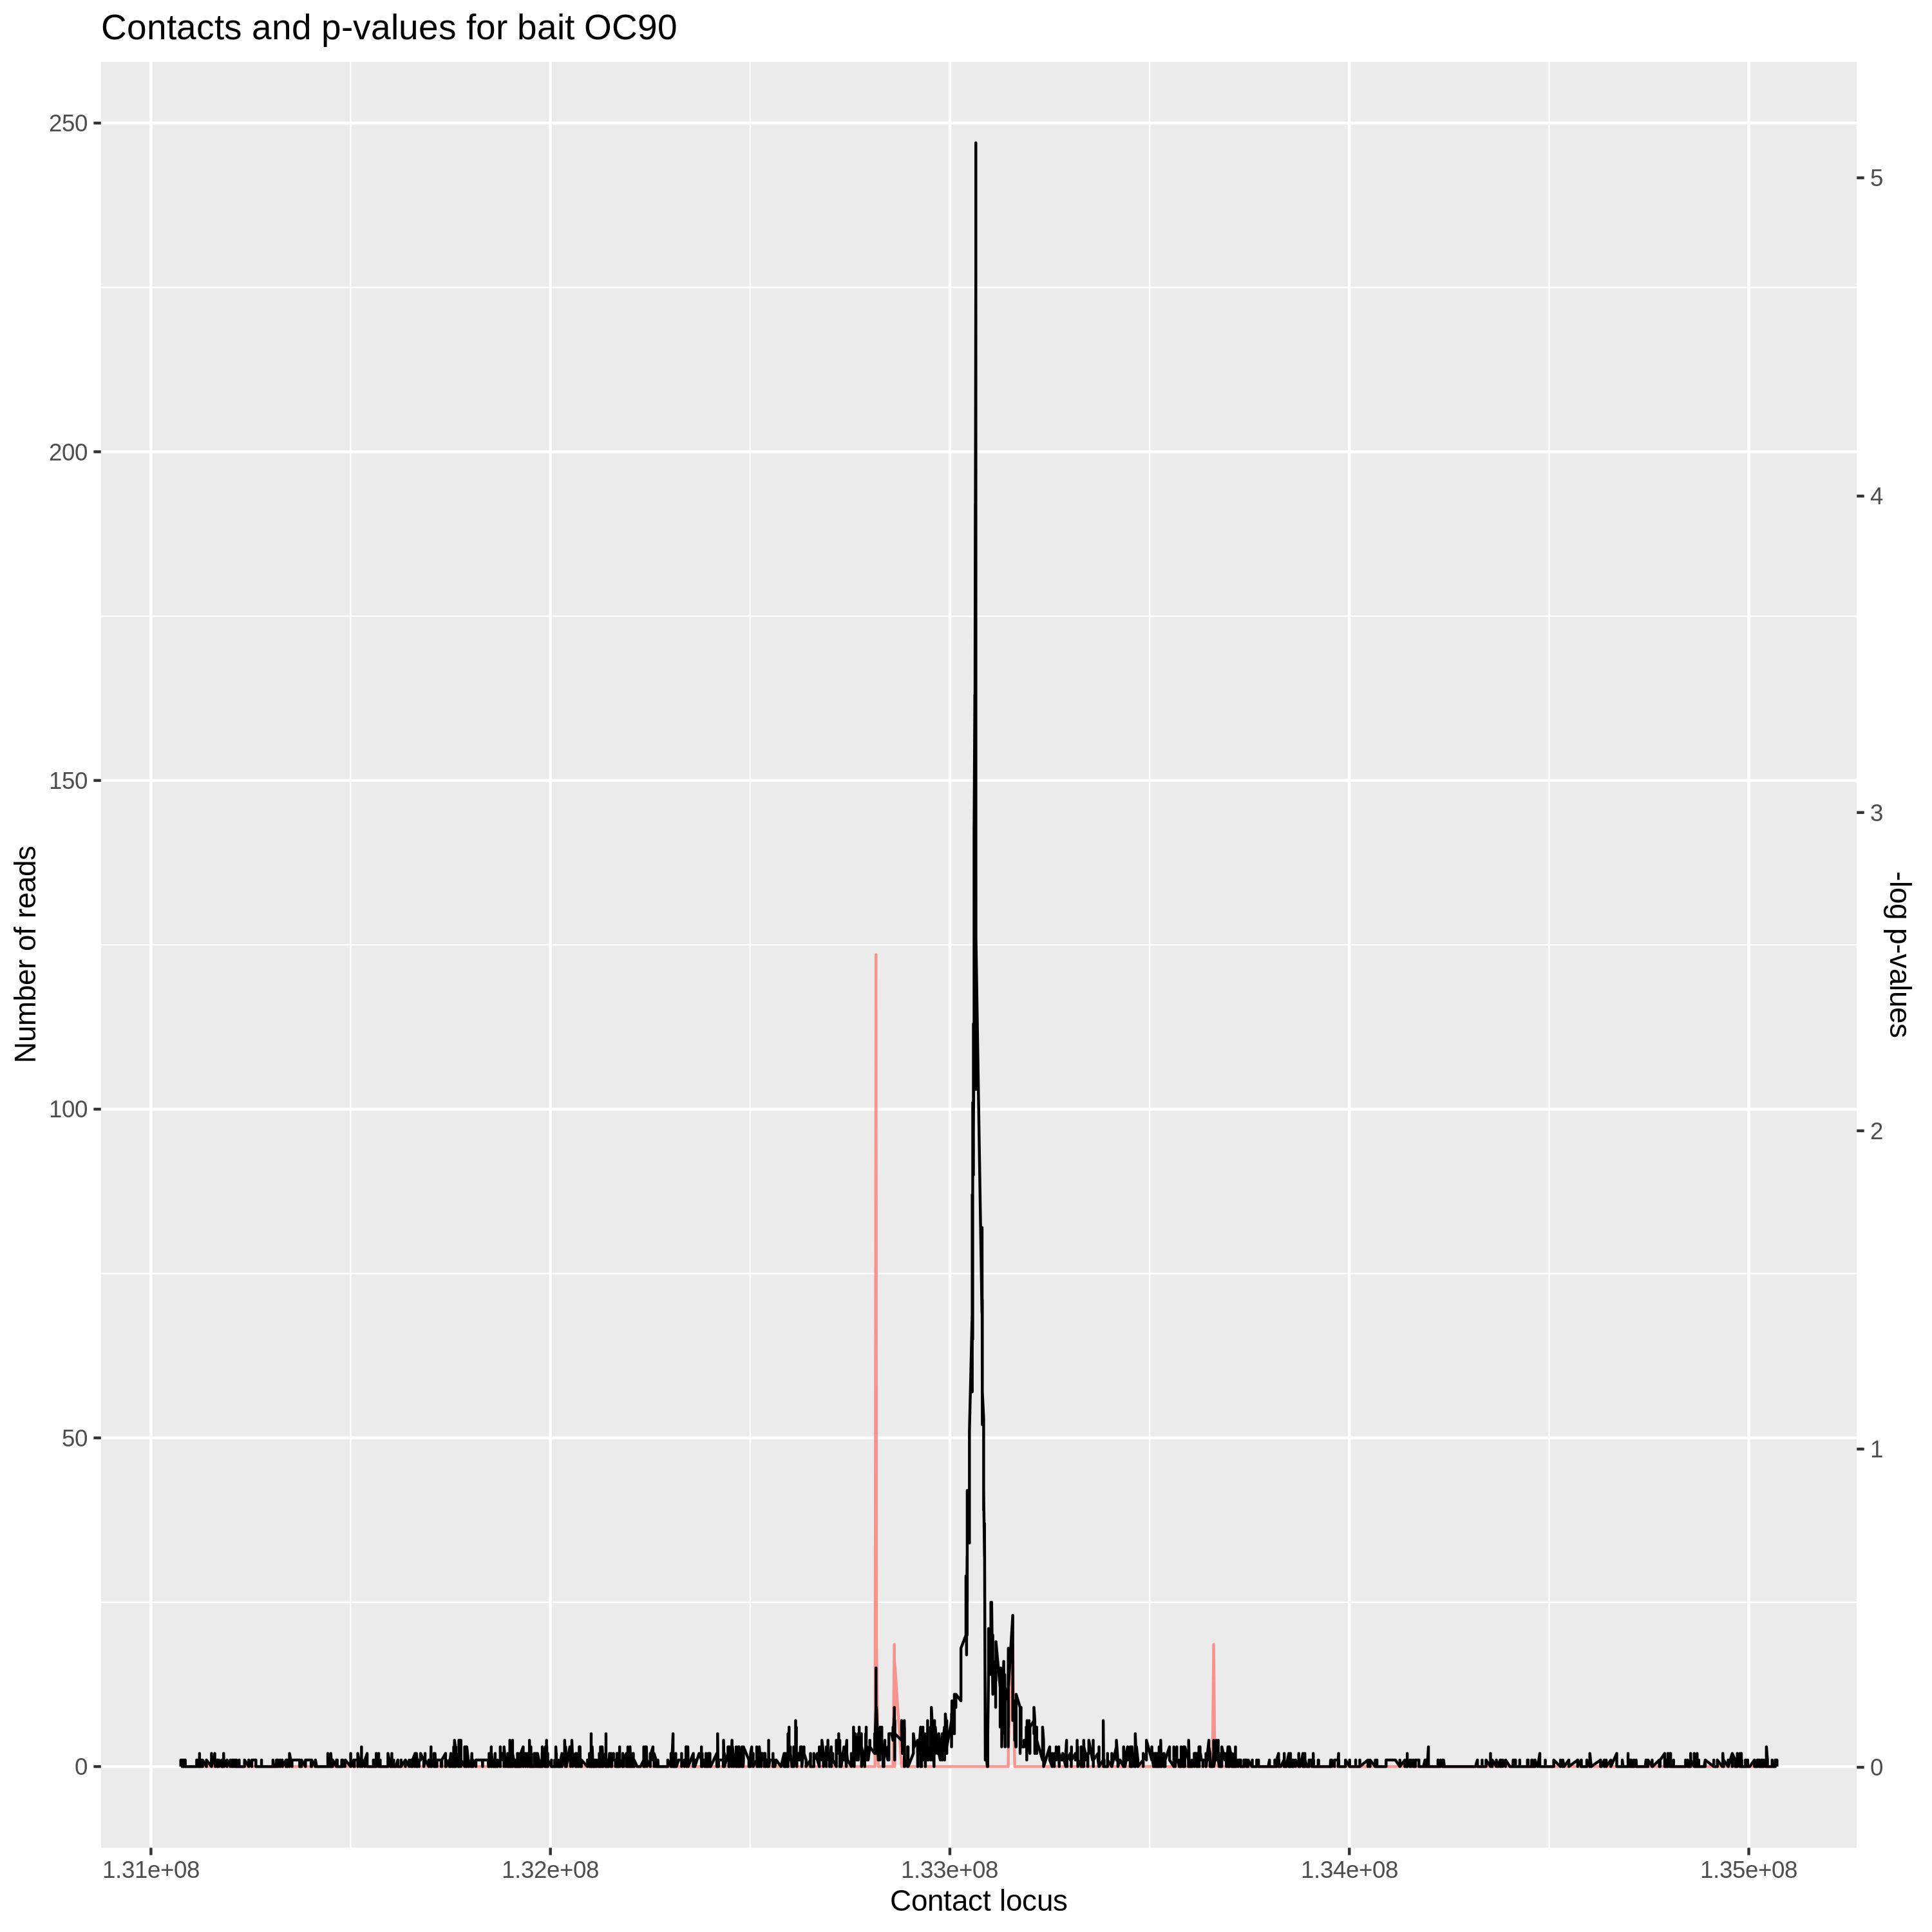 Contacts and p-values for bait OC90
250
200
150
100
50
0
Number of reads
5
4
3
2
1
0
-log p-values
1.31e+08
1.32e+08
1.33e+08
1.34e+08
1.35e+08
Contact locus